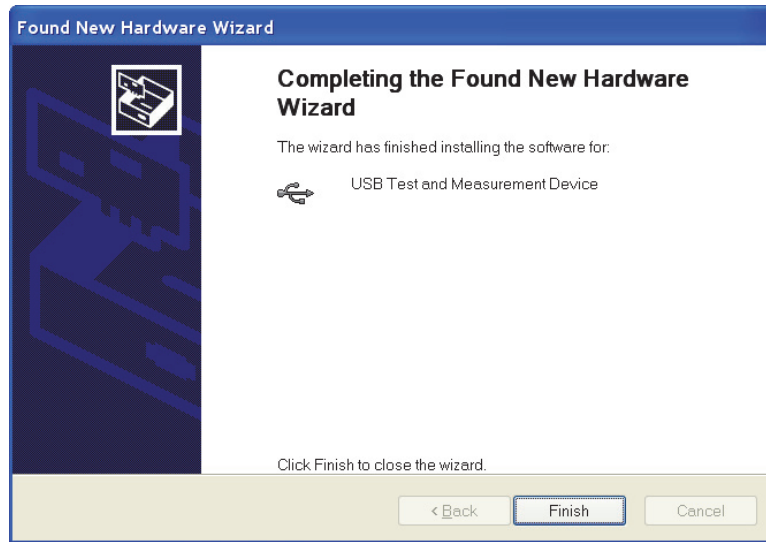 Found New Hardware Wizard
Completing the Found New Hardware
Wizard
The wizard has finished installing the software for:
USB Test and Measurement Device
Click Finish to close the wizard.
< Back
Finish
Cancel